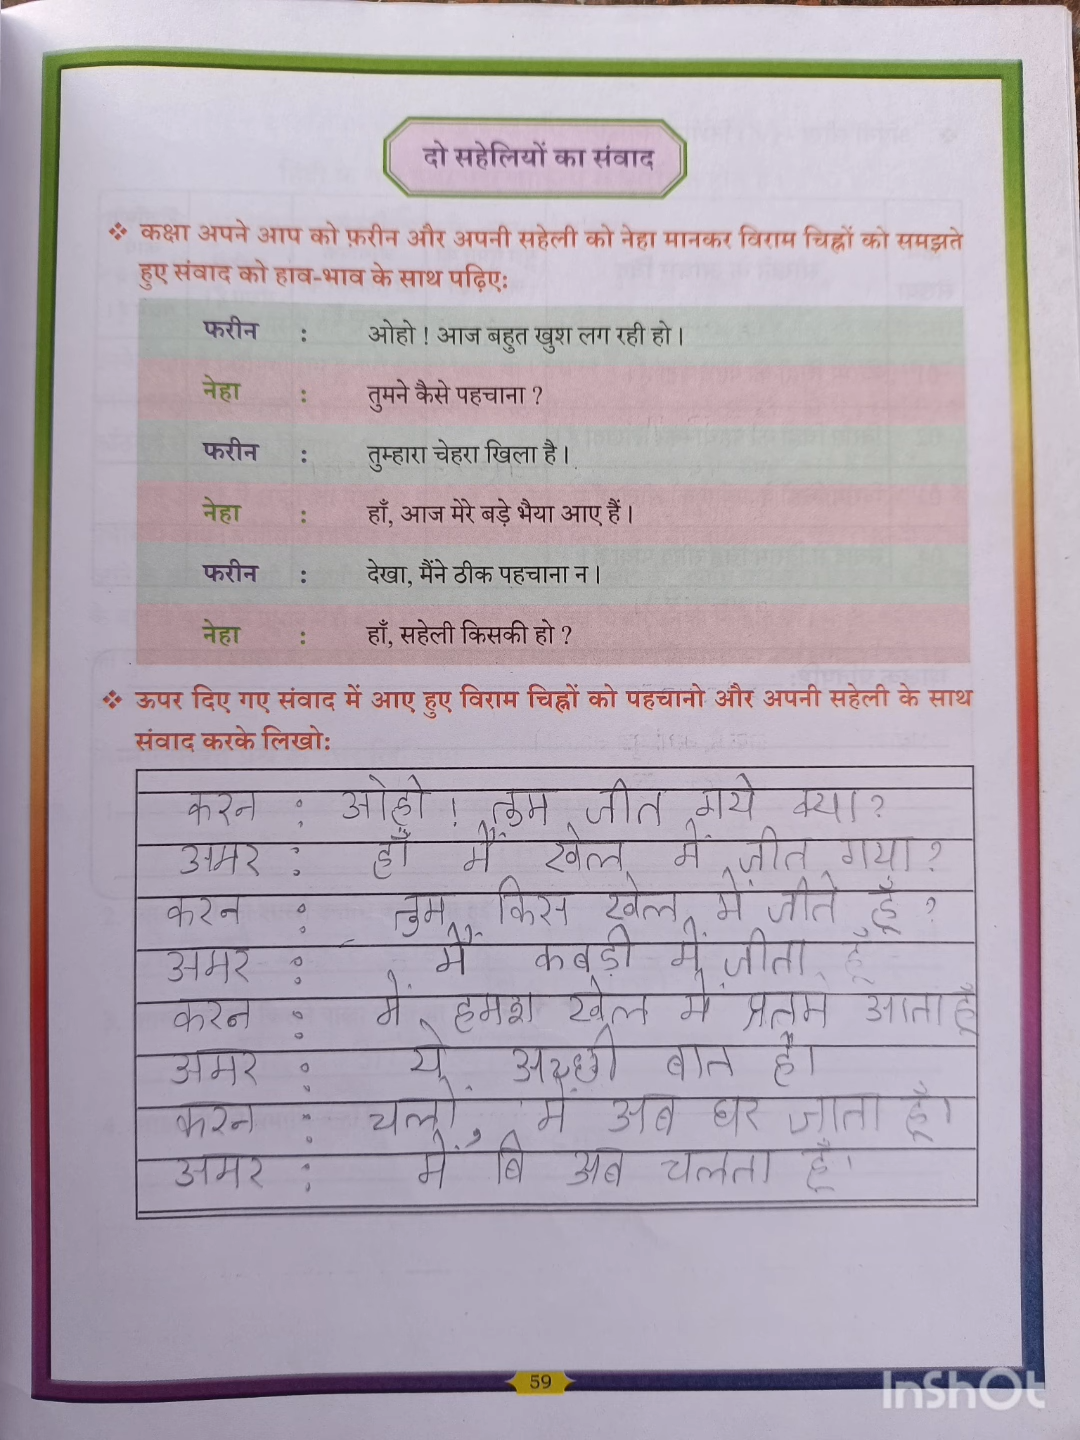 दो सहेलियों का संवाद
❖ कक्षा अपने आप को फ़रीन और अपनी सहेली को नेहा मानकर विराम चिह्नों को समझते
हुए संवाद को हाव-भाव के साथ पढ़िए:
फरीन : ओहो ! आज बहुत खुश लग रही हो।
नेहा : तुमने कैसे पहचाना ?
फरीन : तुम्हारा चेहरा खिला है।
नेहा : हाँ, आज मेरे बड़े भैया आए हैं।
फरीन : देखा, मैंने ठीक पहचाना न।
नेहा : हाँ, सहेली किसकी हो ?
❖ ऊपर दिए गए संवाद में आए हुए विराम चिह्नों को पहचानो और अपनी सहेली के साथ
संवाद करके लिखो:
करन : ओहो ! तुम जीत गये क्या ?
अमर : हाँ मैं खेल में जीत गया ?
करन : तुम किस खेल में जीते हूँ ?
अमर : मैं कबड़ी में जीता हूँ
करन : में हमश खेल में प्रतम आता हूँ
अमर : ये अच्छी बात है।
करन : चलो, में अब घर जाता हूँ।
अमर : में बि अब चलता हूँ।
59
InShOt